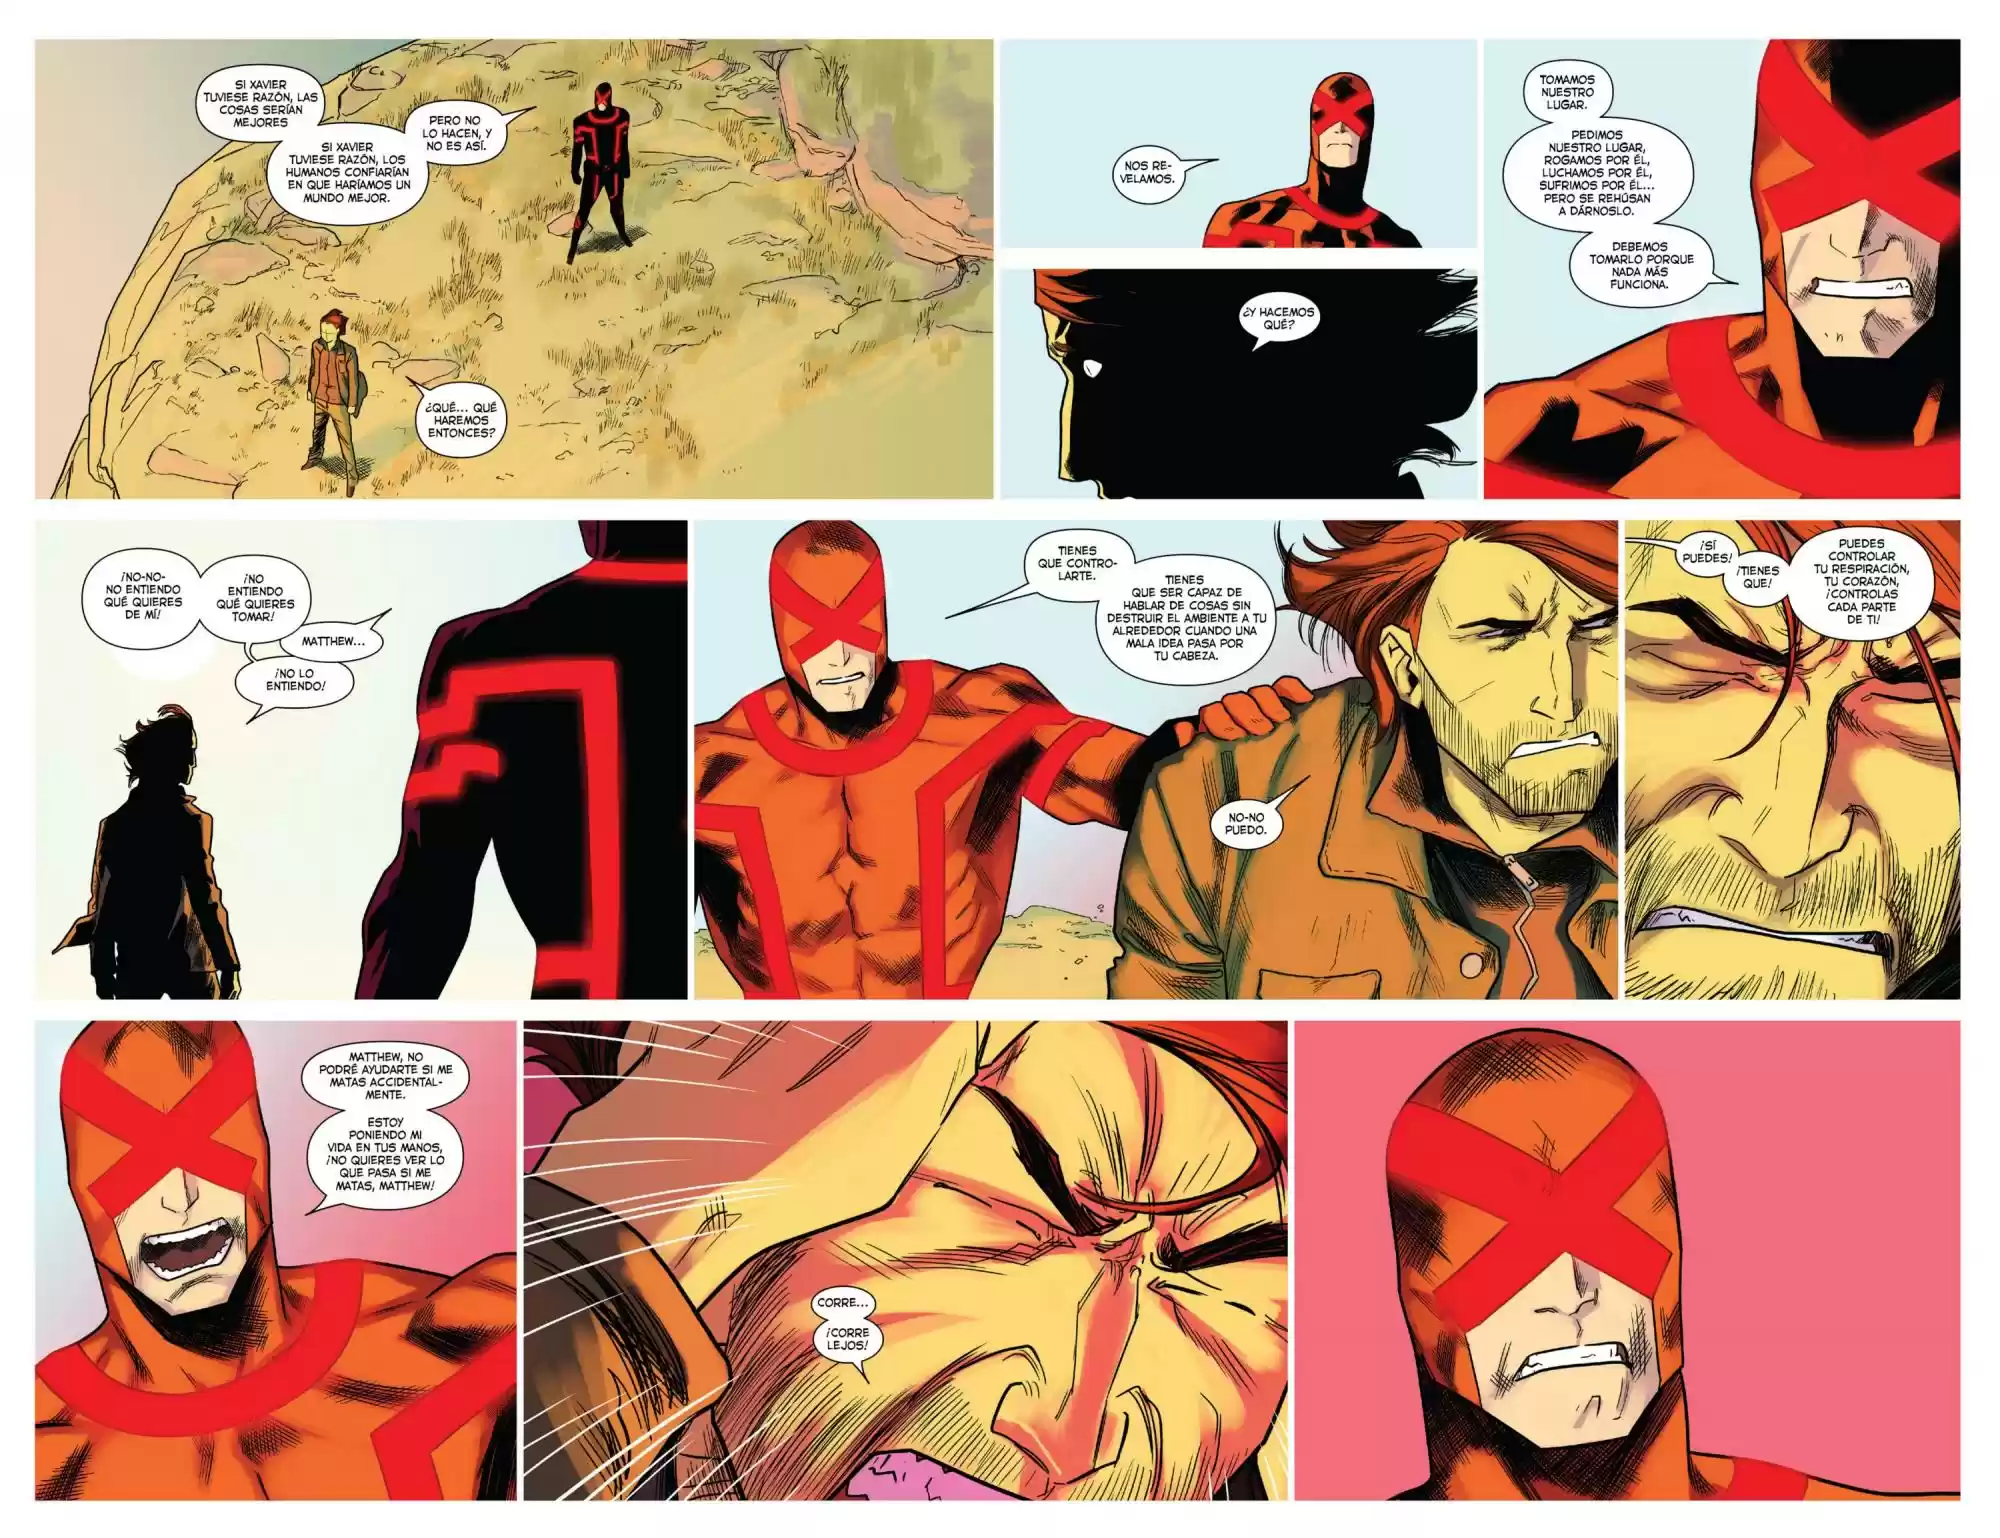 SI XAVIER
TUVIESE RAZÓN, LAS
COSAS SERÍAN
MEJORES
SI XAVIER
TUVIESE RAZÓN, LOS
HUMANOS CONFIARÍAN
EN QUE HARÍAMOS UN
MUNDO MEJOR.
PERO NO
LO HACEN, Y
NO ES ASÍ.
¿QUÉ... QUÉ
HAREMOS
ENTONCES?
NOS RE-
VELAMOS.
¿Y HACEMOS
QUÉ?
TOMAMOS
NUESTRO
LUGAR.
PEDIMOS
NUESTRO LUGAR,
ROGAMOS POR ÉL,
LUCHAMOS POR ÉL,
SUFRIMOS POR ÉL...
PERO SE REHÚSAN
A DÁRNOSLO.
DEBEMOS
TOMARLO PORQUE
NADA MÁS
FUNCIONA.
¡NO-NO-
NO ENTIENDO
QUÉ QUIERES
DE MÍ!
¡NO
ENTIENDO
QUÉ QUIERES
TOMAR!
MATTHEW...
¡NO LO
ENTIENDO!
TIENES
QUE CONTRO-
LARTE.
TIENES
QUE SER CAPAZ DE
HABLAR DE COSAS SIN
DESTRUIR EL AMBIENTE A TU
ALREDEDOR CUANDO UNA
MALA IDEA PASA POR
TU CABEZA.
NO-NO
PUEDO.
¡SÍ
PUEDES!
¡TIENES
QUE!
PUEDES
CONTROLAR
TU RESPIRACIÓN,
TU CORAZÓN,
¡CONTROLAS
CADA PARTE
DE TI!
MATTHEW, NO
PODRÉ AYUDARTE SI ME
MATAS ACCIDENTAL-
MENTE.
ESTOY
PONIENDO MI
VIDA EN TUS MANOS,
¡NO QUIERES VER LO
QUE PASA SI ME
MATAS, MATTHEW!
CORRE...
¡CORRE
LEJOS!